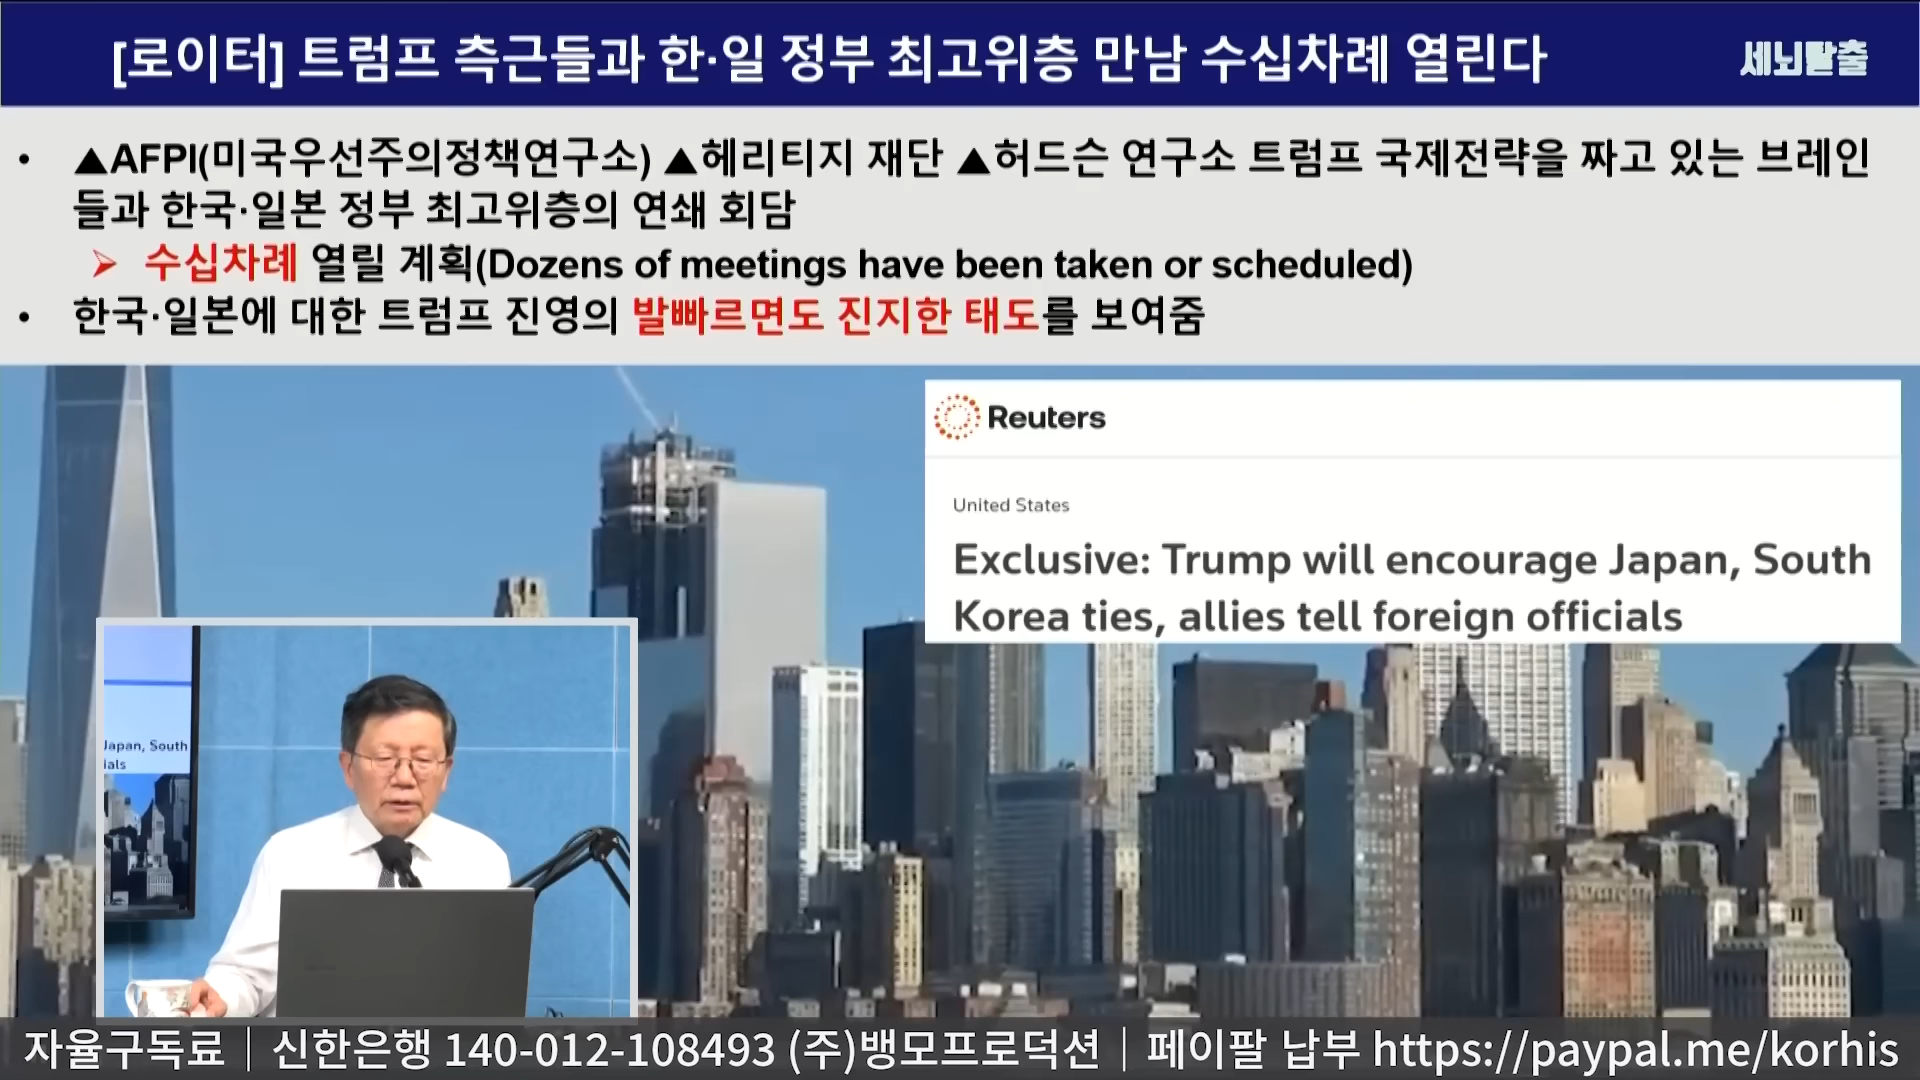 [로이터] 트럼프 측근들과 한·일 정부 최고위층 만남 수십차례 열린다
세뇌탈출
• ▲AFPI(미국우선주의정책연구소) ▲헤리티지 재단 ▲허드슨 연구소 트럼프 국제전략을 짜고 있는 브레인
들과 한국·일본 정부 최고위층의 연쇄 회담
➢ 수십차례 열릴 계획(Dozens of meetings have been taken or scheduled)
• 한국·일본에 대한 트럼프 진영의 발빠르면도 진지한 태도를 보여줌
Reuters
United States
Exclusive: Trump will encourage Japan, South
Korea ties, allies tell foreign officials
Japan, South
ials
자율구독료｜신한은행 140-012-108493 (주)뱅모프로덕션｜페이팔 납부 https://paypal.me/korhis